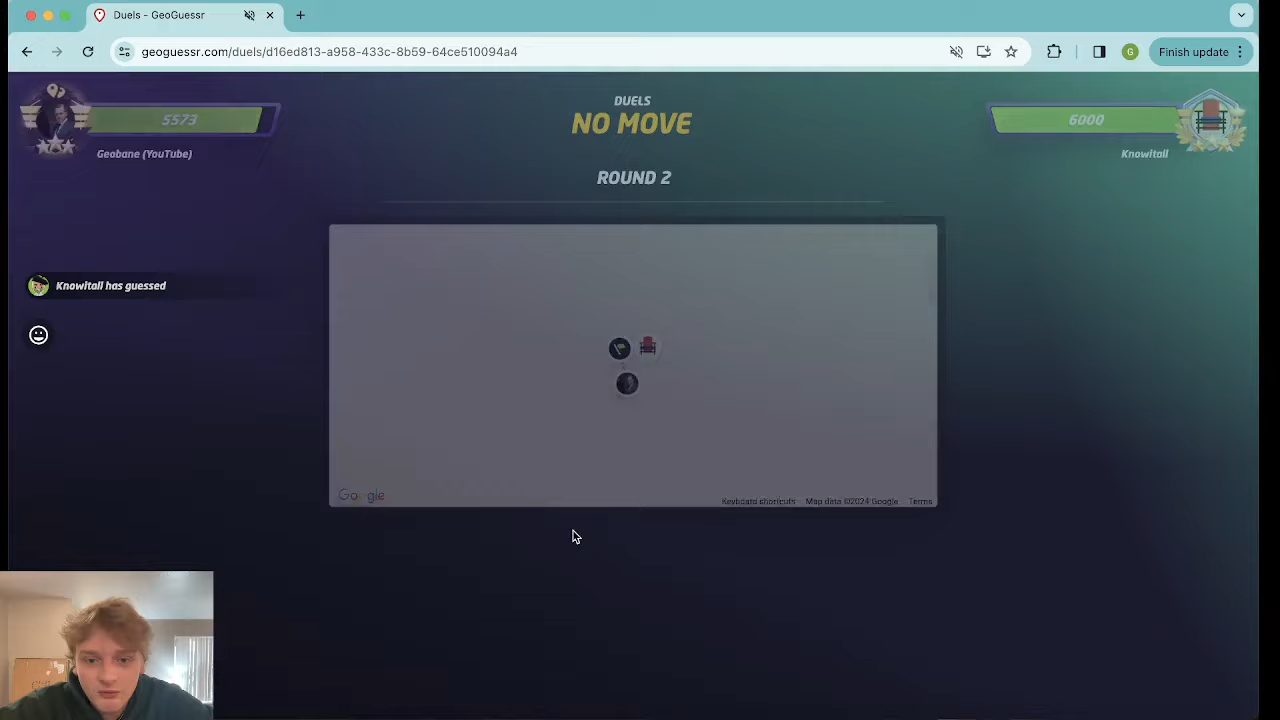 Duels - GeoGuessr
geoguessr.com/duels/d16ed813-a958-433c-8b59-64ce510094a4
G
Finish update
5573
DUELS
NO MOVE
6000
Geobane (YouTube)
Knowitall
ROUND 2
Knowitall has guessed
Google
Keyboard shortcuts
Map data ©2024 Google
Terms